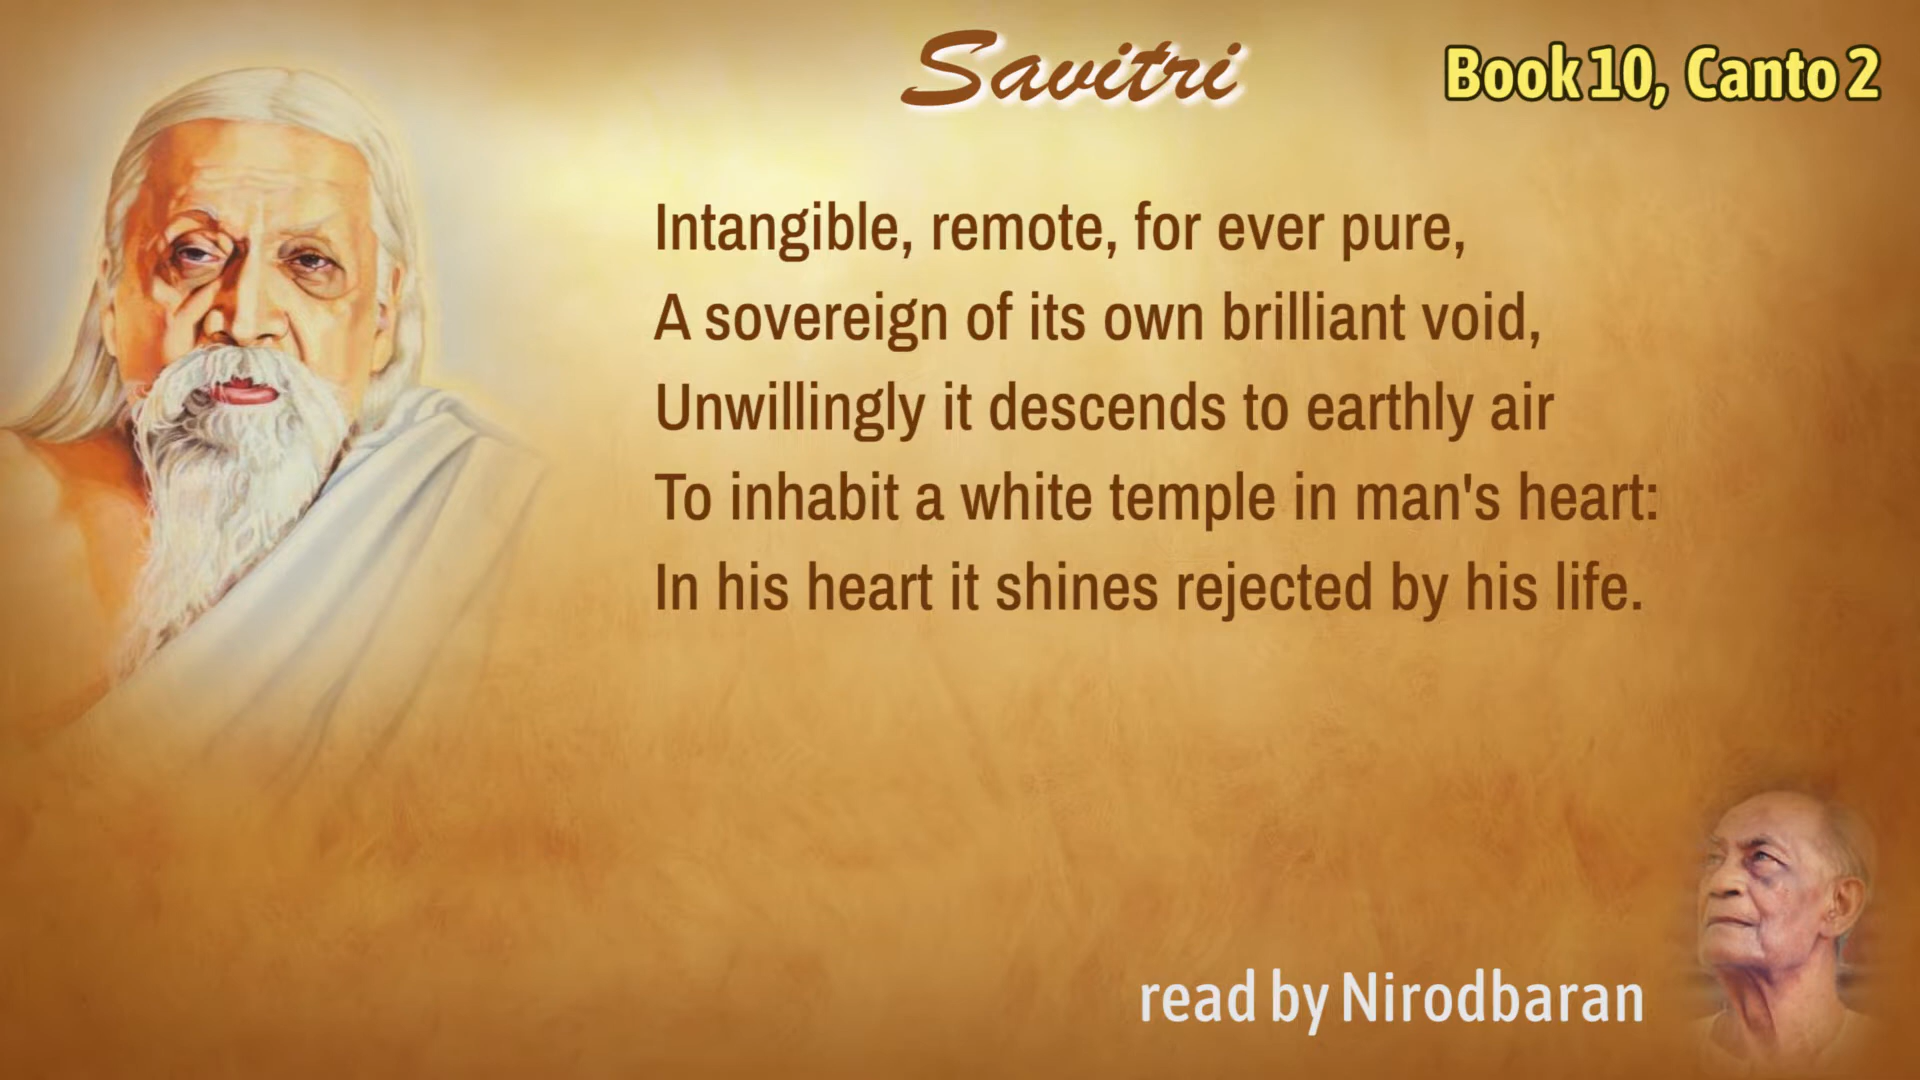 Savitri
Book 10, Canto 2
Intangible, remote, for ever pure,
A sovereign of its own brilliant void,
Unwillingly it descends to earthly air
To inhabit a white temple in man's heart:
In his heart it shines rejected by his life.
read by Nirodbaran